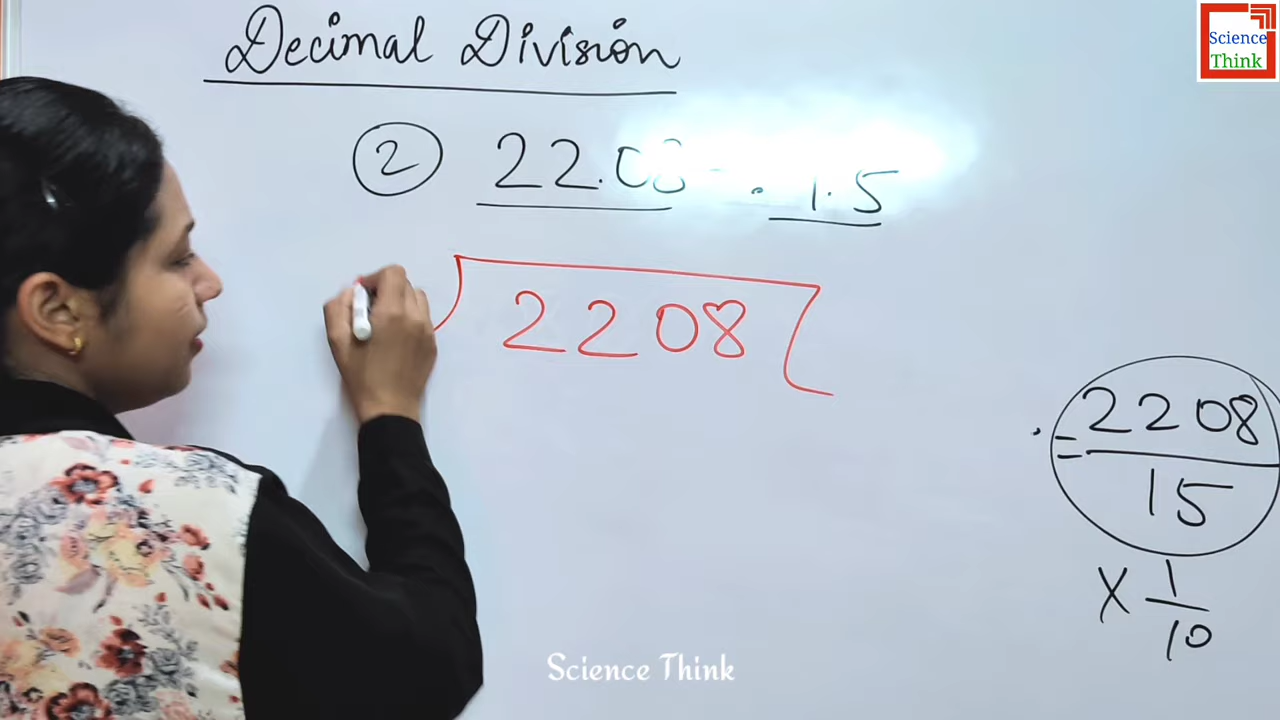 Science
Think
Decimal Division
2 22.08 ÷ 1.5
2208
= 2208
15
× 1
10
Science Think